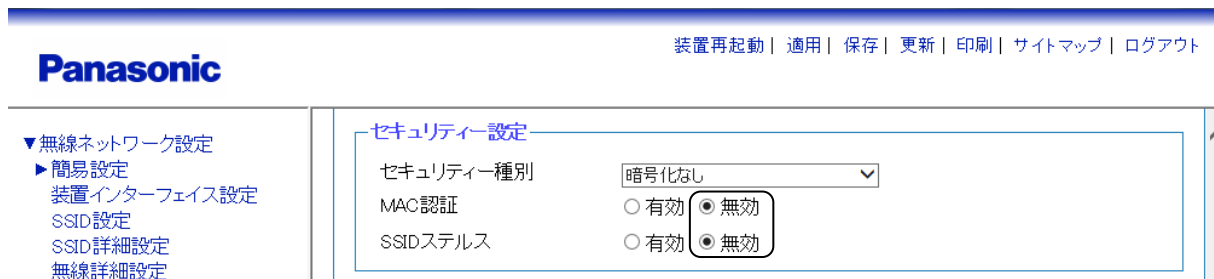 装置再起動| 適用| 保存| 更新| 印刷| サイトマップ| ログアウト
Panasonic
▼無線ネットワーク設定
▶簡易設定
装置インターフェイス設定
SSID設定
SSID詳細設定
無線詳細設定
セキュリティー設定
セキュリティー種別 暗号化なし
MAC認証 有効 無効
SSIDステルス 有効 無効